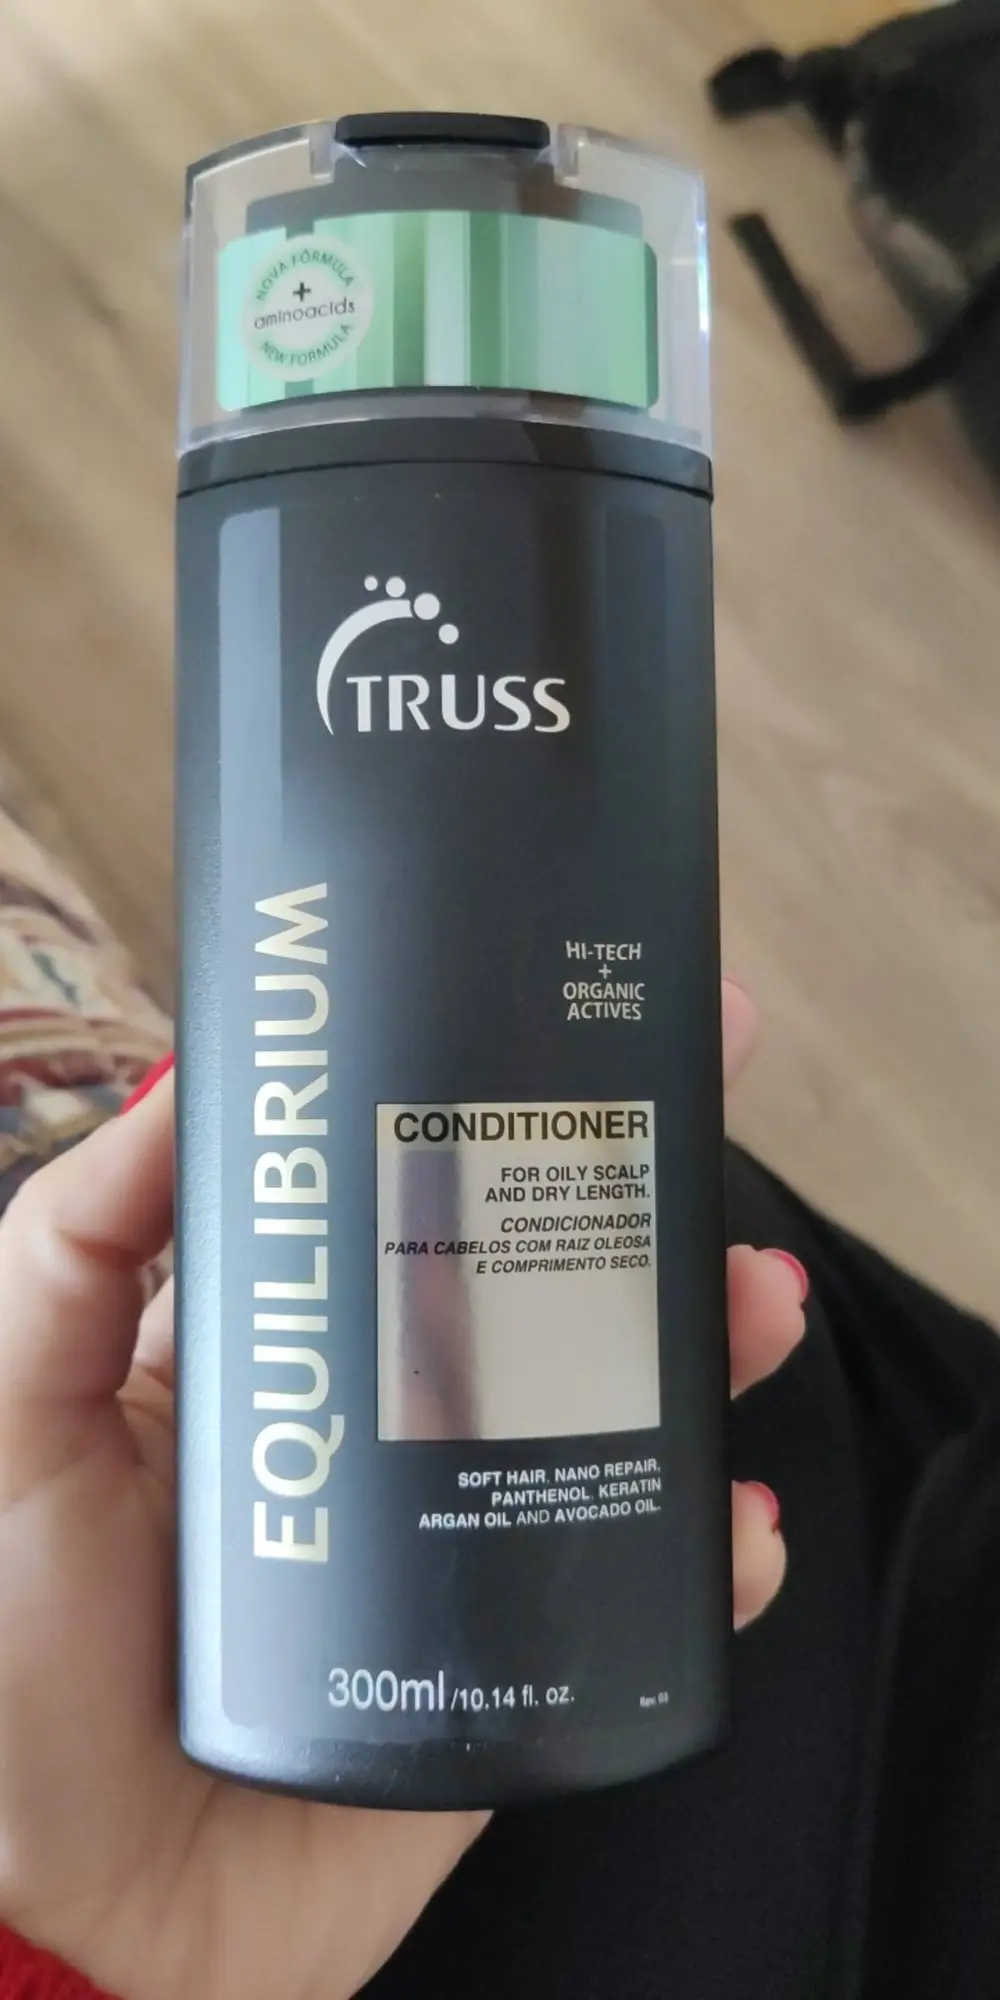 NOVA FÓRMULA
+
aminoacids
NEW FORMULA
TRUSS
EQUILIBRIUM
HI-TECH
+
ORGANIC
ACTIVES
CONDITIONER
FOR OILY SCALP
AND DRY LENGTH.
CONDICIONADOR
PARA CABELOS COM RAIZ OLEOSA
E COMPRIMENTO SECO.
SOFT HAIR, NANO REPAIR,
PANTHENOL, KERATIN
ARGAN OIL AND AVOCADO OIL.
300ml/10.14 fl. oz.